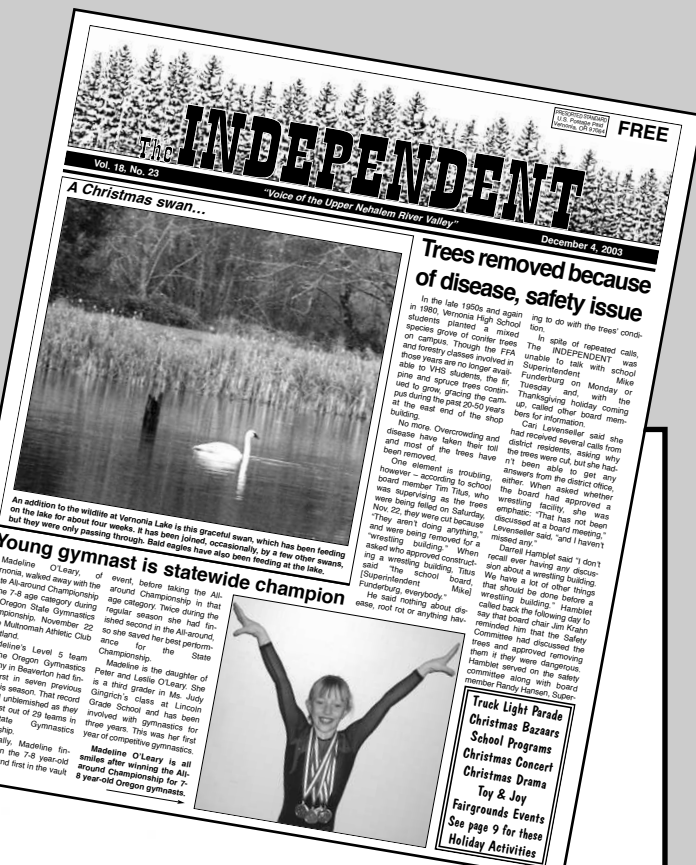 PRESORTED STANDARD
U.S. Postage Paid
Vernonia, OR 97064
FREE
The INDEPENDENT
Vol. 18. No. 23
"Voice of the Upper Nehalem River Valley"
December 4, 2003
A Christmas swan...
An addition to the wildlife at Vernonia Lake is this graceful swan, which has been feeding
on the lake for about four weeks. It has been joined, occasionally, by a few other swans,
but they were only passing through. Bald eagles have also been feeding at the lake.
Trees removed because
of disease, safety issue
In the late 1950s and again
in 1980, Vernonia High School
students planted a mixed
species grove of conifer trees
on campus. Though the FFA
and forestry classes involved in
those years are no longer avail-
able to VHS students, the fir,
pine and spruce trees contin-
ued to grow, gracing the cam-
pus during the past 20-50 years
at the east end of the shop
building.
No more. Overcrowding and
disease have taken their toll
and most of the trees have
been removed.
One element is troubling,
however – according to school
board member Tim Titus, who
was supervising as the trees
were being felled on Saturday,
Nov. 22, they were cut because
"They aren't doing anything,"
and were being removed for a
"wrestling building." When
asked who approved construct-
ing a wrestling building, Titus
said "the school board,
[Superintendent Mike]
Funderburg, everybody."
He said nothing about dis-
ease, root rot or anything hav-
ing to do with the trees' condi-
tion.
In spite of repeated calls,
The INDEPENDENT was
unable to talk with school
Superintendent Mike
Funderburg on Monday or
Tuesday and, with the
Thanksgiving holiday coming
up, called other board mem-
bers for information.
Cari Levenseller said she
had received several calls from
district residents, asking why
the trees were cut, but she had-
n't been able to get any
answers from the district office,
either. When asked whether
the board had approved a
wrestling facility, she was
emphatic: "That has not been
discussed at a board meeting,"
Levenseller said, "and I haven't
missed any."
Darrell Hamblet said "I don't
recall ever having any discus-
sion about a wrestling building.
We have a lot of other things
that should be done before a
wrestling building." Hamblet
called back the following day to
say that board chair Jim Krahn
reminded him that the Safety
Committee had discussed the
trees and approved removing
them if they were dangerous.
Hamblet served on the safety
committee along with board
member Randy Hansen, Super-
Young gymnast is statewide champion
Madeline O'Leary, of
rnonia, walked away with the
te All-around Championship
he 7-8 age category during
Oregon State Gymnastics
mpionship, November 22
Multnomah Athletic Club
tland.
deline's Level 5 team
he Oregon Gymnastics
ny in Beaverton had fin-
irst in seven previous
is season. That record
unblemished as they
st out of 29 teams in
tate Gymnastics
ship.
ally, Madeline fin-
n the 7-8 year-old
nd first in the vault
event, before taking the All-
around Championship in that
age category. Twice during the
regular season she had fin-
ished second in the All-around,
so she saved her best perform-
ance for the State
Championship.
Madeline is the daughter of
Peter and Leslie O'Leary. She
is a third grader in Ms. Judy
Gingrich's class at Lincoln
Grade School and has been
involved with gymnastics for
three years. This was her first
year of competitive gymnastics.
Madeline O'Leary is all
smiles after winning the All-
around Championship for 7-
8 year-old Oregon gymnasts.
Truck Light Parade
Christmas Bazaars
School Programs
Christmas Concert
Christmas Drama
Toy & Joy
Fairgrounds Events
See page 9 for these
Holiday Activities